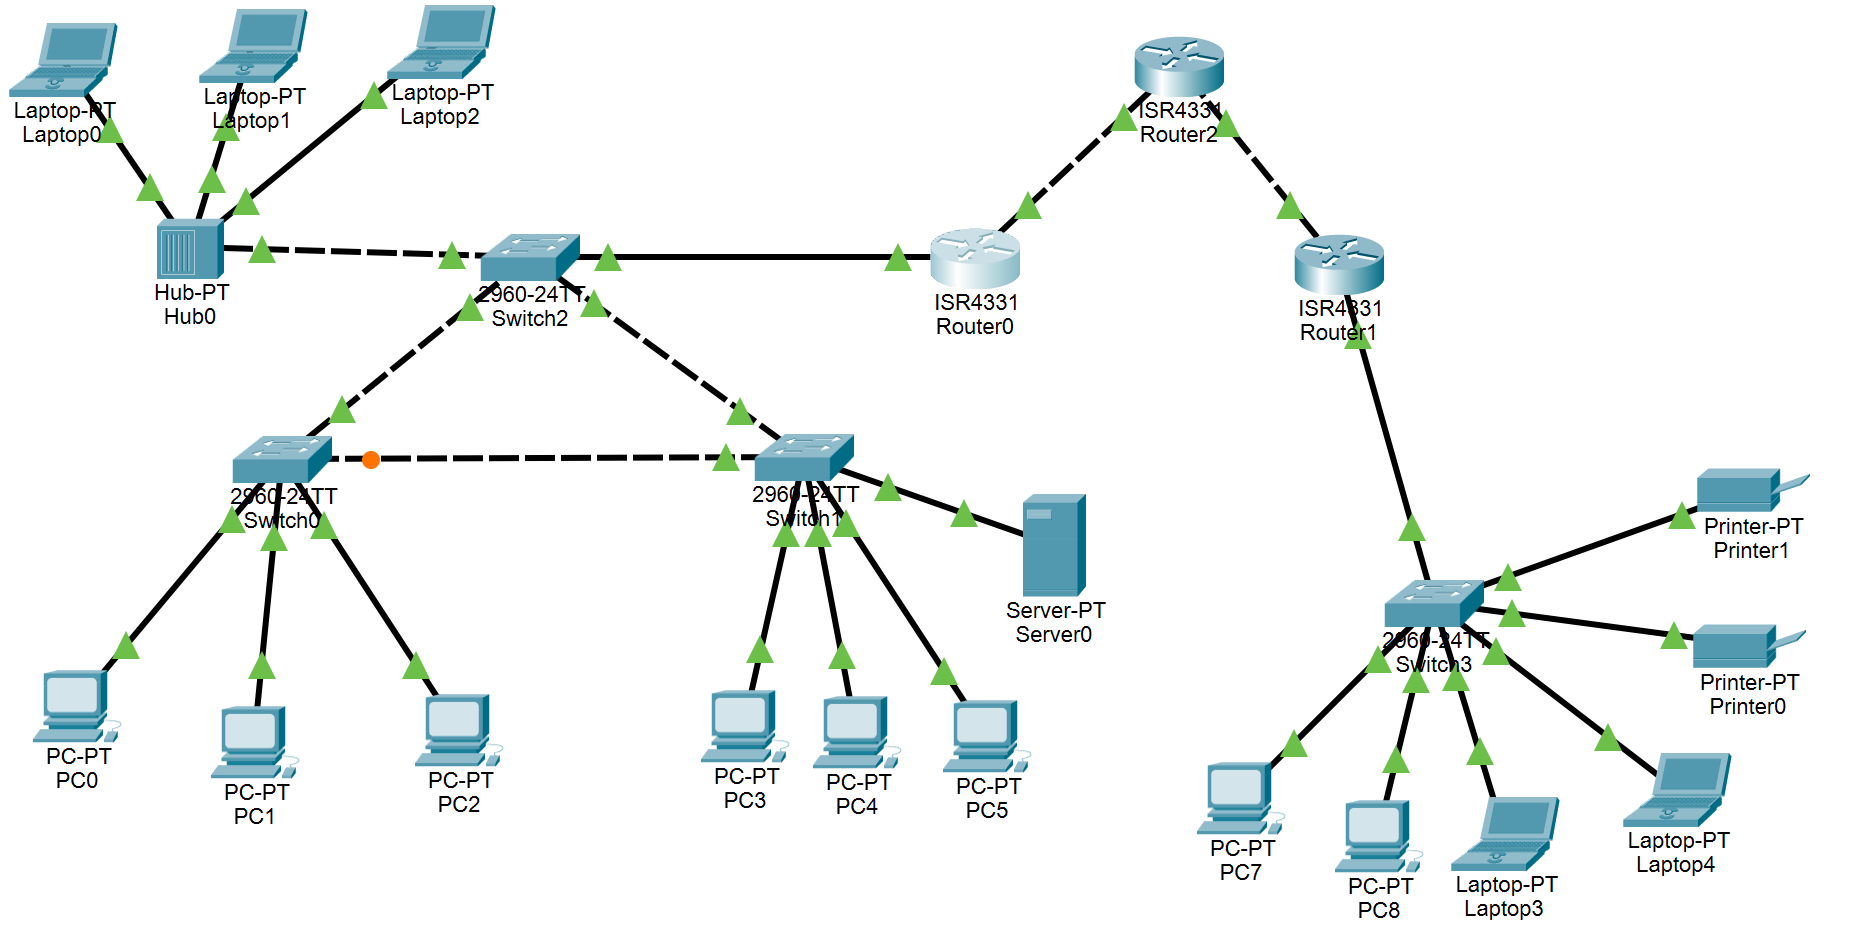 Laptop-PT
Laptop0
Laptop-PT
Laptop1
Laptop-PT
Laptop2
ISR4331
Router2
Hub-PT
Hub0
2960-24TT
Switch2
ISR4331
Router0
ISR4331
Router1
2960-24TT
Switch0
2960-24TT
Switch1
Server-PT
Server0
Printer-PT
Printer1
2960-24TT
Switch3
Printer-PT
Printer0
PC-PT
PC0
PC-PT
PC1
PC-PT
PC2
PC-PT
PC3
PC-PT
PC4
PC-PT
PC5
PC-PT
PC7
PC-PT
PC8
Laptop-PT
Laptop3
Laptop-PT
Laptop4